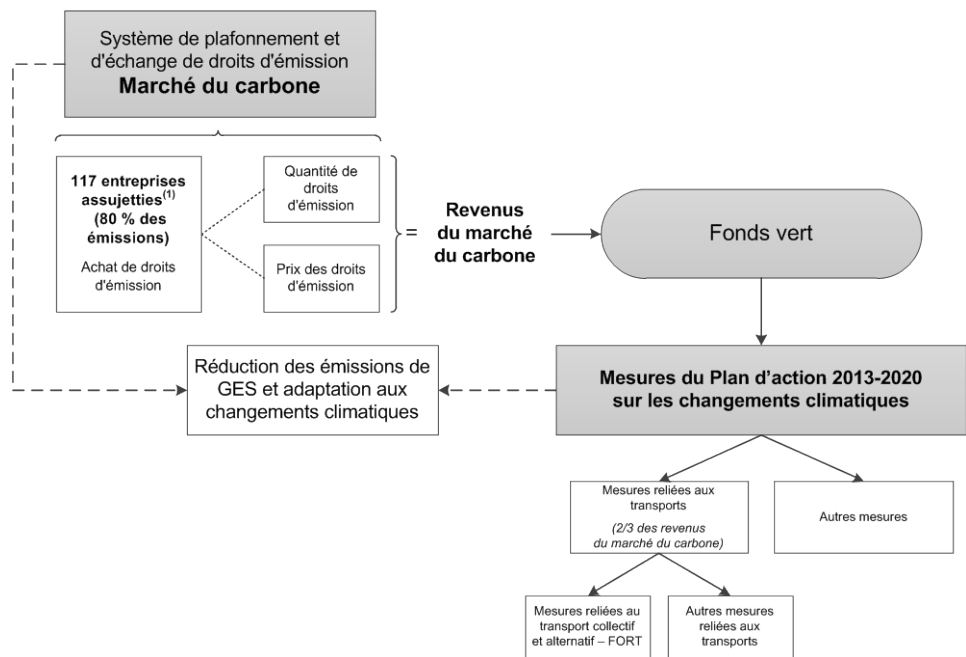 Système de plafonnement et
d'échange de droits d'émission
Marché du carbone
117 entreprises
assujetties(1)
(80 % des
émissions)
Achat de droits
d'émission
Quantité de
droits
d'émission
Prix des droits
d'émission
=
Revenus
du marché
du carbone
Fonds vert
Réduction des émissions de
GES et adaptation aux
changements climatiques
Mesures du Plan d'action 2013-2020
sur les changements climatiques
Mesures reliées aux
transports
(2/3 des revenus
du marché du carbone)
Autres mesures
Mesures reliées au
transport collectif
et alternatif – FORT
Autres mesures
reliées aux
transports